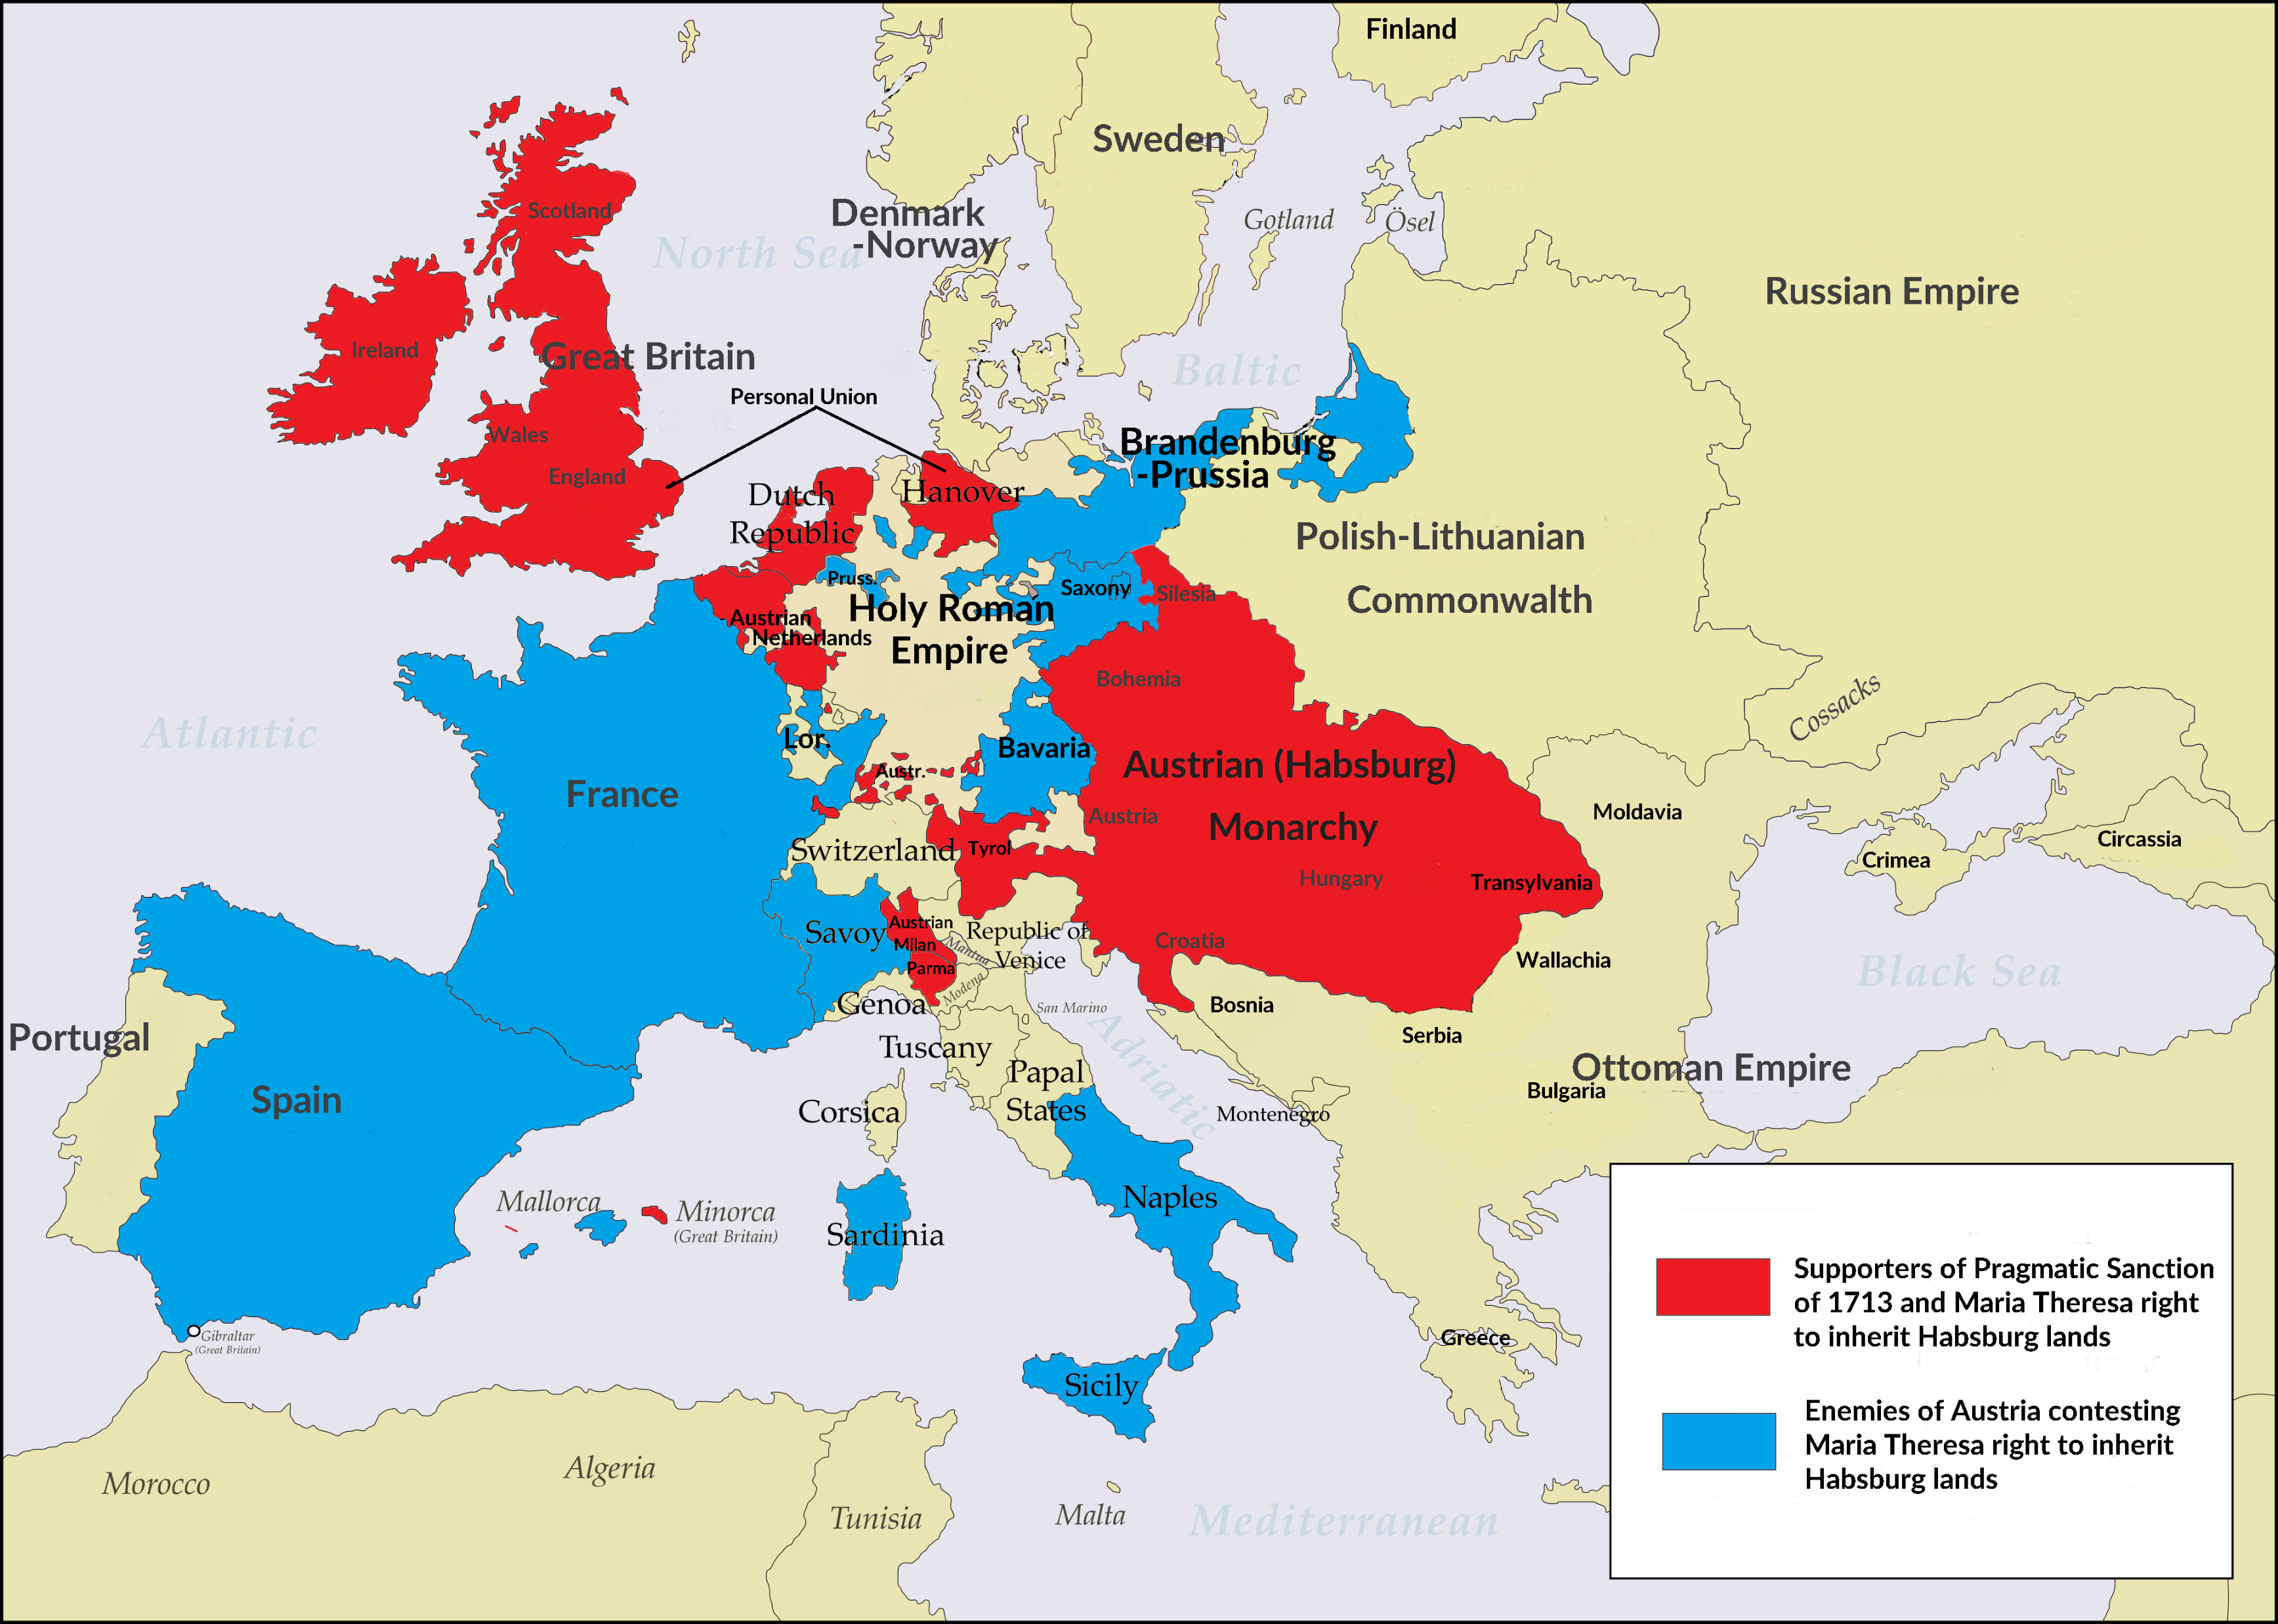 Finland
Sweden
Scotland
Denmark
-Norway
North Sea
Gotland
Ösel
Russian Empire
Ireland
Great Britain
Baltic
Personal Union
Wales
England
Brandenburg
-Prussia
Dutch
Republic
Hanover
Polish-Lithuanian
Commonwalth
Pruss.
Saxony
Silesia
Holy Roman
Empire
Austrian
Netherlands
Bohemia
Cossacks
Atlantic
Lor.
Bavaria
Austr.
France
Austrian (Habsburg)
Monarchy
Austria
Moldavia
Switzerland
Tyrol
Hungary
Transylvania
Crimea
Circassia
Savoy
Austrian
Milan
Parma
Mantua
Modena
Republic of
Venice
Croatia
Wallachia
Black Sea
Genoa
San Marino
Bosnia
Serbia
Portugal
Tuscany
Adriatic
Papal
States
Ottoman Empire
Bulgaria
Spain
Corsica
Montenegro
Mallorca
Minorca
(Great Britain)
Sardinia
Naples
Gibraltar
(Great Britain)
Greece
Sicily
Morocco
Algeria
Tunisia
Malta
Mediterranean
Supporters of Pragmatic Sanction
of 1713 and Maria Theresa right
to inherit Habsburg lands
Enemies of Austria contesting
Maria Theresa right to inherit
Habsburg lands